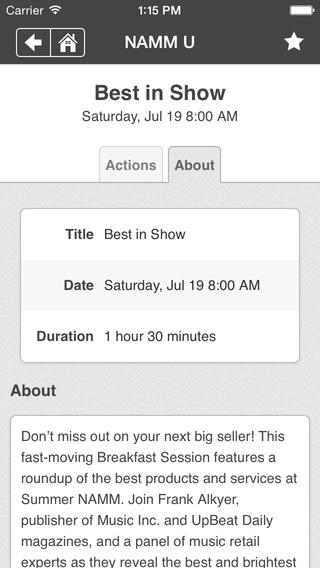 Carrier 1:15 PM
NAMM U
Best in Show
Saturday, Jul 19 8:00 AM
Actions About
Title Best in Show
Date Saturday, Jul 19 8:00 AM
Duration 1 hour 30 minutes
About
Don’t miss out on your next big seller! This
fast-moving Breakfast Session features a
roundup of the best products and services at
Summer NAMM. Join Frank Alkyer,
publisher of Music Inc. and UpBeat Daily
magazines, and a panel of music retail
experts as they reveal the best and brightest